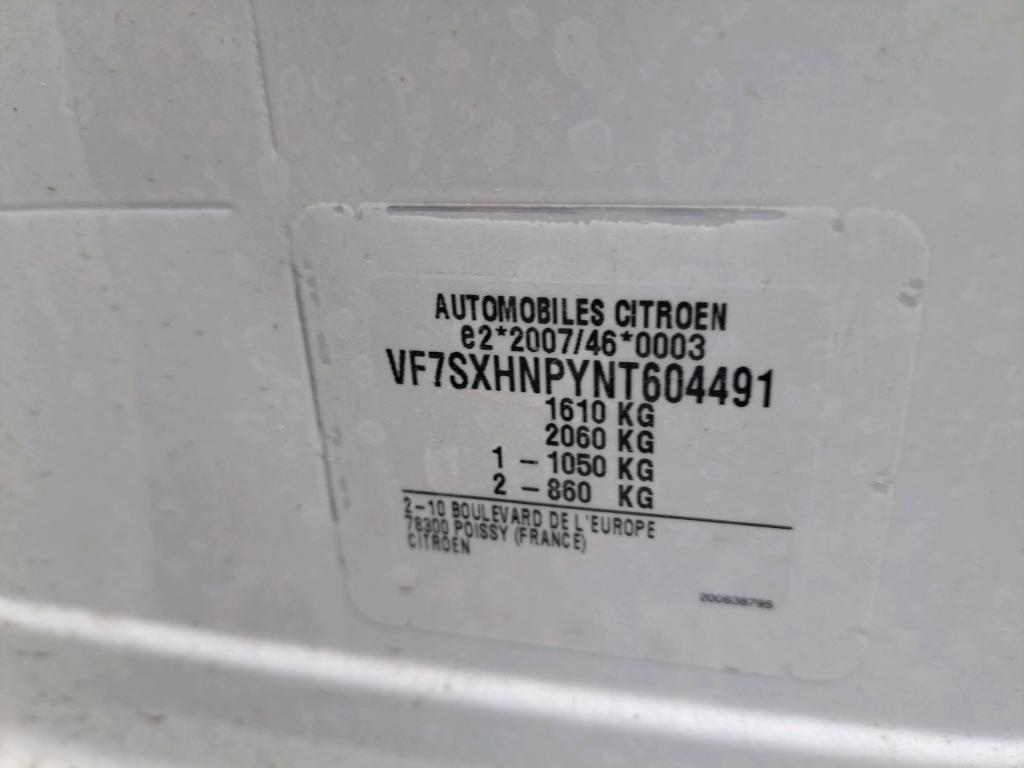 AUTOMOBILES CITROEN
e2*2007/46*0003
VF7SXHNPYNT604491
1610 KG
2060 KG
1 - 1050 KG
2 - 860 KG
2-10 BOULEVARD DE L'EUROPE
78300 POISSY (FRANCE)
CITROEN
200638795